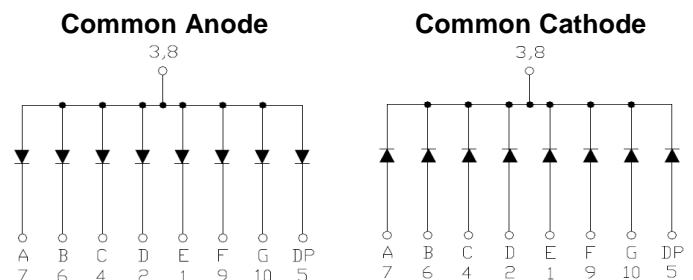 Common Anode
3,8
A B C D E F G DP
7 6 4 2 1 9 10 5
Common Cathode
3,8
A B C D E F G DP
7 6 4 2 1 9 10 5